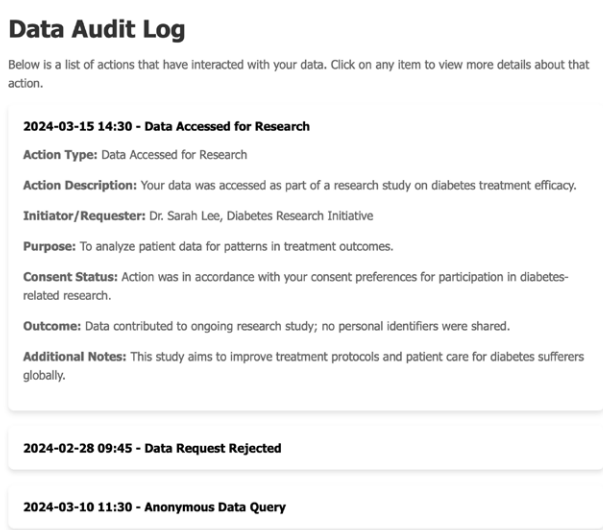 Data Audit Log
Below is a list of actions that have interacted with your data. Click on any item to view more details about that
action.
2024-03-15 14:30 - Data Accessed for Research
Action Type: Data Accessed for Research
Action Description: Your data was accessed as part of a research study on diabetes treatment efficacy.
Initiator/Requester: Dr. Sarah Lee, Diabetes Research Initiative
Purpose: To analyze patient data for patterns in treatment outcomes.
Consent Status: Action was in accordance with your consent preferences for participation in diabetes-
related research.
Outcome: Data contributed to ongoing research study; no personal identifiers were shared.
Additional Notes: This study aims to improve treatment protocols and patient care for diabetes sufferers
globally.
2024-02-28 09:45 - Data Request Rejected
2024-03-10 11:30 - Anonymous Data Query